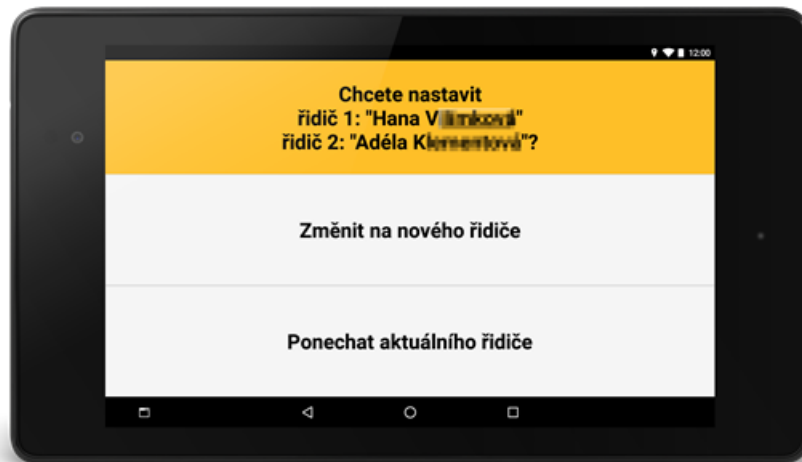 12:00
Chcete nastavit
řidič 1: "Hana V"
řidič 2: "Adéla K"?
Změnit na nového řidiče
Ponechat aktuálního řidiče